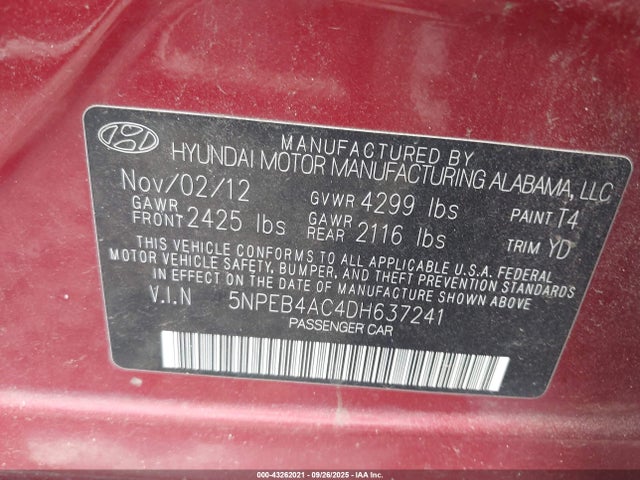 MANUFACTURED BY
HYUNDAI MOTOR MANUFACTURING ALABAMA, LLC
Nov/02/12 GVWR 4299 lbs PAINT T4
GAWR FRONT 2425 lbs GAWR REAR 2116 lbs TRIM YD
THIS VEHICLE CONFORMS TO ALL APPLICABLE U.S.A. FEDERAL
MOTOR VEHICLE SAFETY, BUMPER, AND THEFT PREVENTION STANDARDS
IN EFFECT ON THE DATE OF MANUFACTURE SHOWN ABOVE
V.I.N 5NPEB4AC4DH637241
PASSENGER CAR
000-43262021 - 09/26/2025 - IAA Inc.